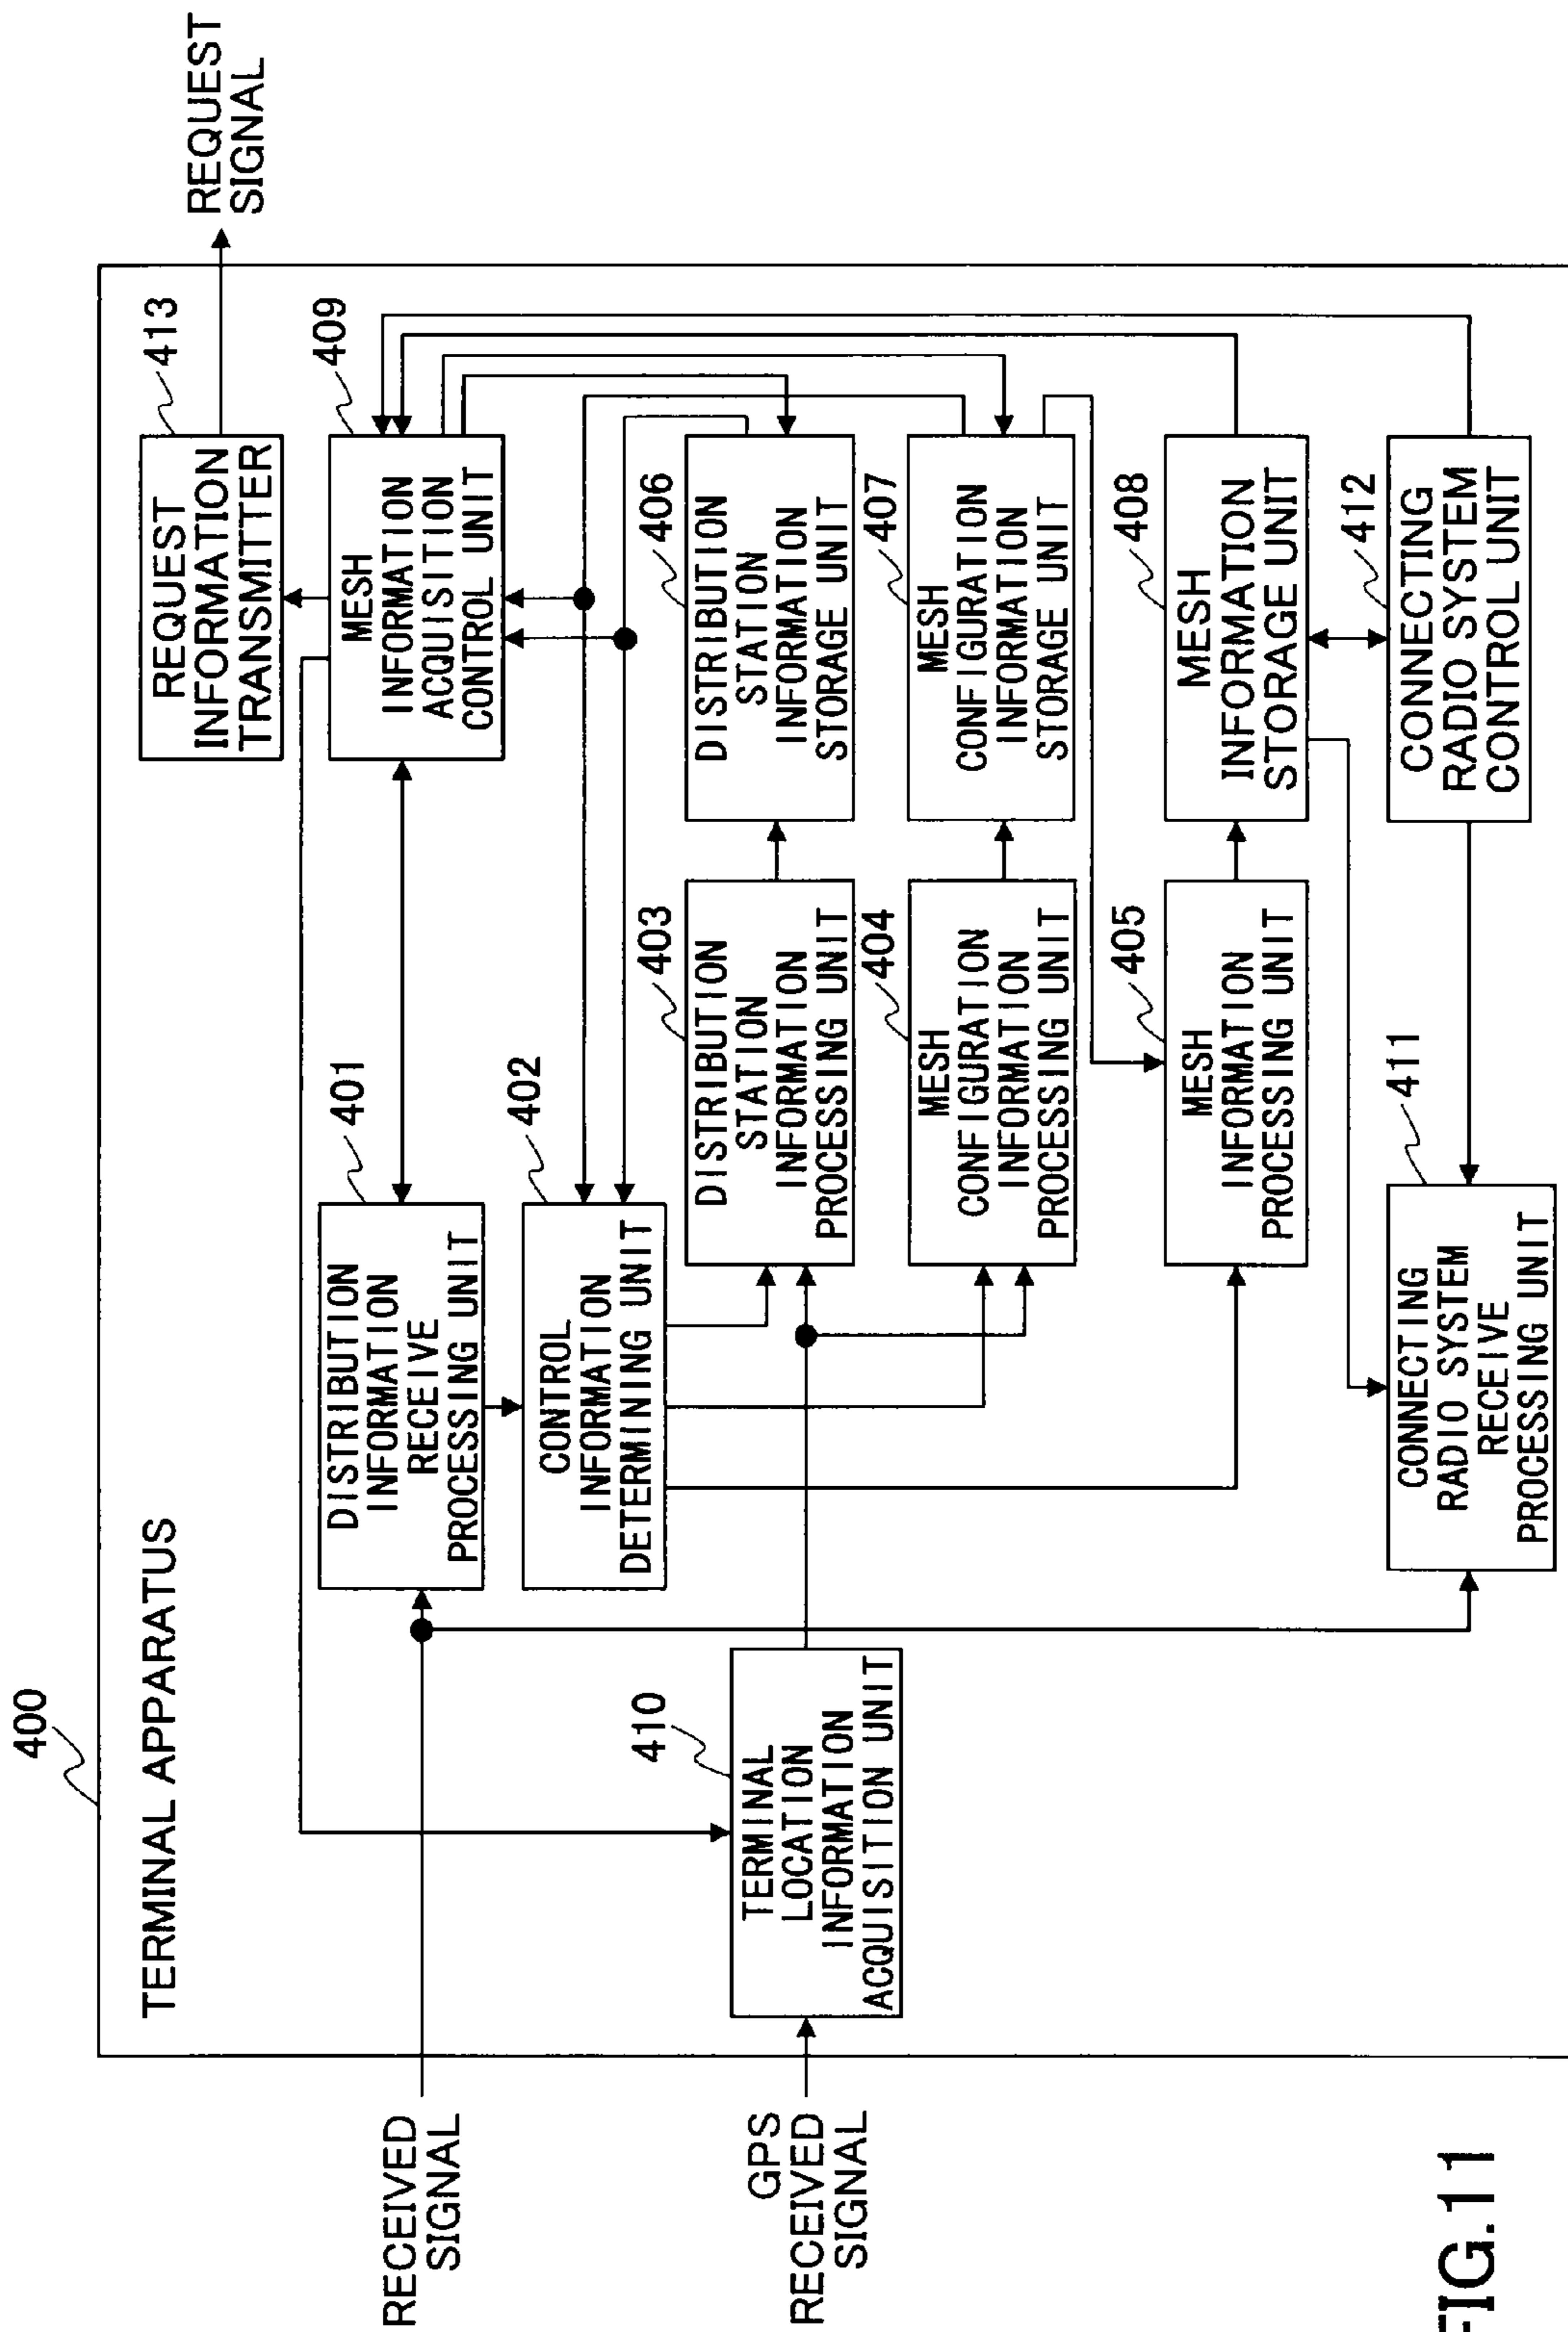 400
TERMINAL APPARATUS
RECEIVED
SIGNAL
GPS
RECEIVED
SIGNAL
410
TERMINAL
LOCATION
INFORMATION
ACQUISITION UNIT
401
DISTRIBUTION
INFORMATION
RECEIVE
PROCESSING UNIT
402
CONTROL
INFORMATION
DETERMINING UNIT
403
DISTRIBUTION
STATION
INFORMATION
PROCESSING UNIT
404
MESH
CONFIGURATION
INFORMATION
PROCESSING UNIT
405
MESH
INFORMATION
PROCESSING UNIT
411
CONNECTING
RADIO SYSTEM
RECEIVE
PROCESSING UNIT
413
REQUEST
INFORMATION
TRANSMITTER
409
MESH
INFORMATION
ACQUISITION
CONTROL UNIT
406
DISTRIBUTION
STATION
INFORMATION
STORAGE UNIT
407
MESH
CONFIGURATION
INFORMATION
STORAGE UNIT
408
MESH
INFORMATION
STORAGE UNIT
412
CONNECTING
RADIO SYSTEM
CONTROL UNIT
REQUEST
SIGNAL
FIG.11